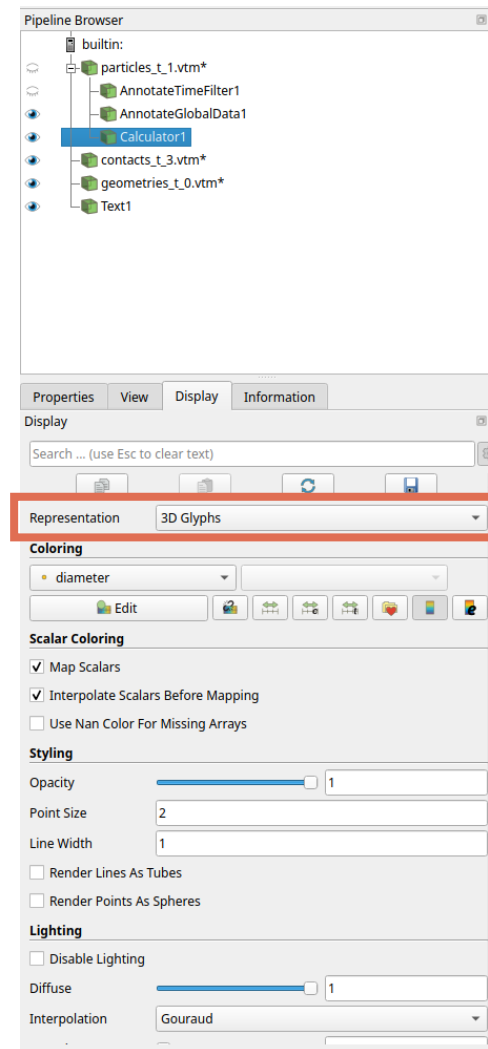 Pipeline Browser
builtin:
particles_t_1.vtm*
AnnotateTimeFilter1
AnnotateGlobalData1
Calculator1
contacts_t_3.vtm*
geometries_t_0.vtm*
Text1
Properties View Display Information
Display
Search ... (use Esc to clear text)
Representation 3D Glyphs
Coloring
diameter
Edit
Scalar Coloring
Map Scalars
Interpolate Scalars Before Mapping
Use Nan Color For Missing Arrays
Styling
Opacity 1
Point Size 2
Line Width 1
Render Lines As Tubes
Render Points As Spheres
Lighting
Disable Lighting
Diffuse 1
Interpolation Gouraud